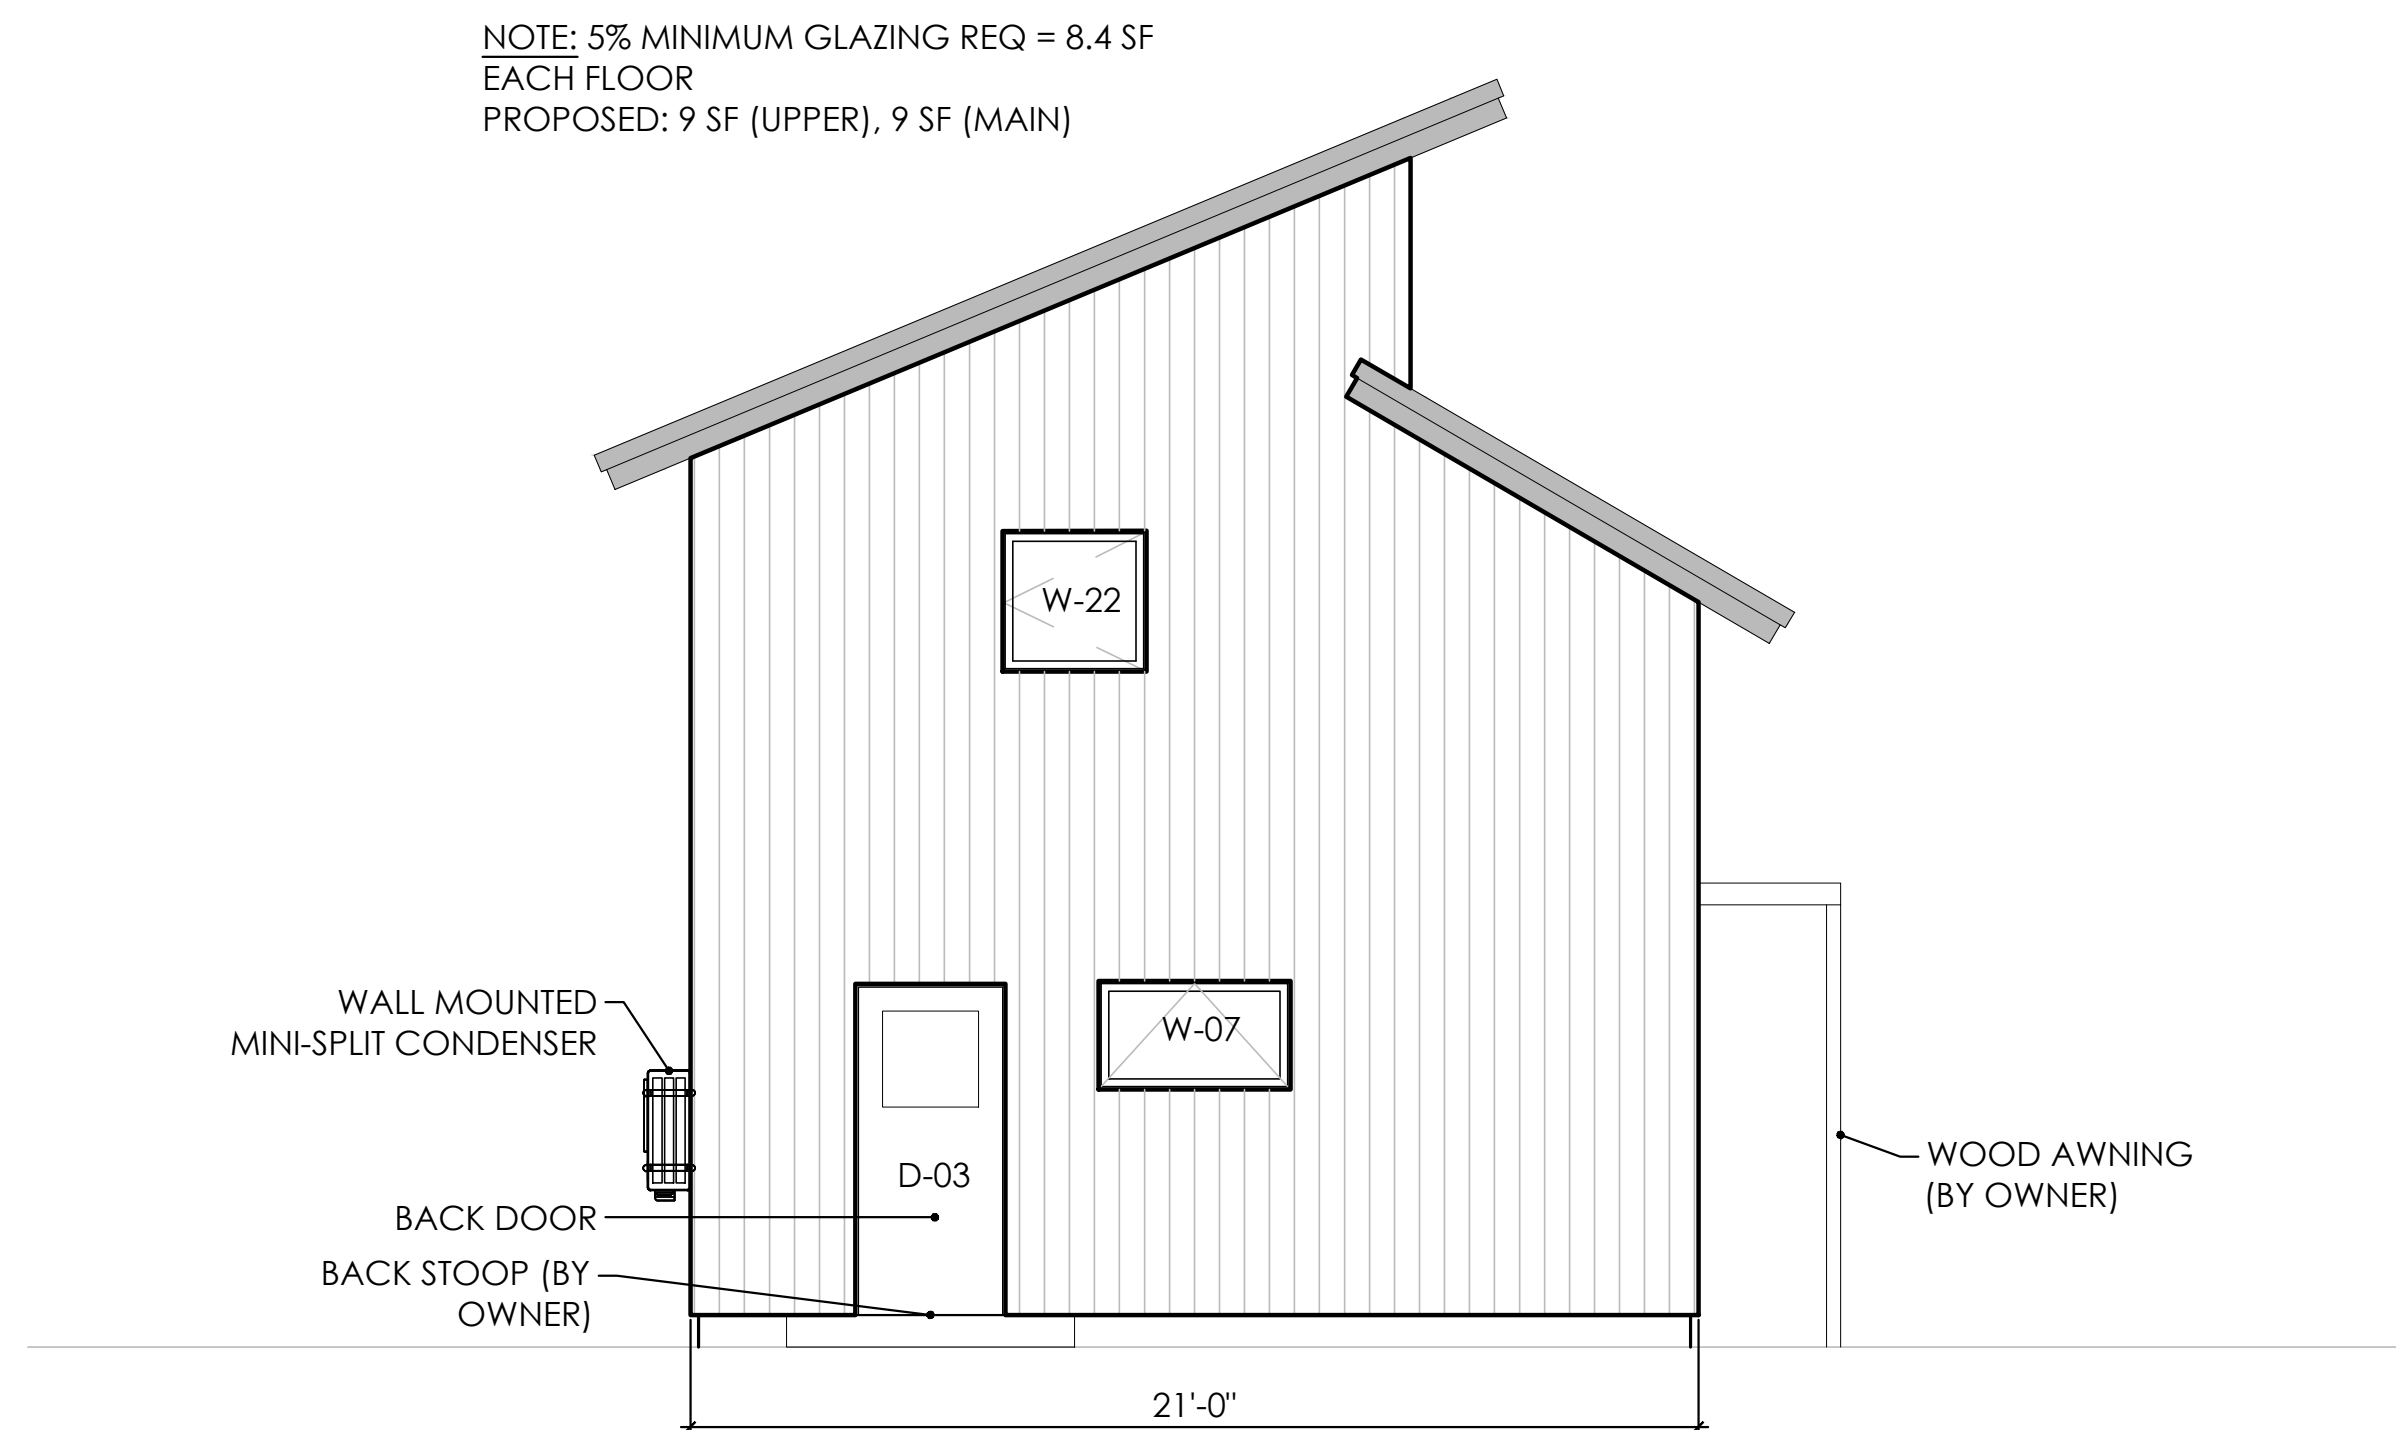 NOTE: 5% MINIMUM GLAZING REQ = 8.4 SF
EACH FLOOR
PROPOSED: 9 SF (UPPER), 9 SF (MAIN)
W-22
WALL MOUNTED
MINI-SPLIT CONDENSER
W-07
D-03
WOOD AWNING
(BY OWNER)
BACK DOOR
BACK STOOP (BY
OWNER)
21'-0"